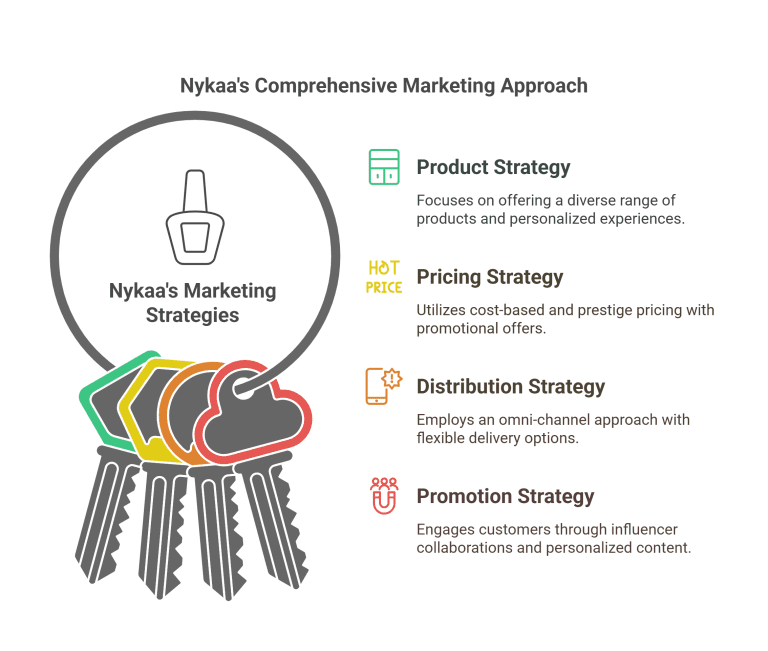 Nykaa's Comprehensive Marketing Approach
Nykaa's Marketing
Strategies
Product Strategy
Focuses on offering a diverse range of
products and personalized experiences.
HOT
PRICE
Pricing Strategy
Utilizes cost-based and prestige pricing with
promotional offers.
Distribution Strategy
Employs an omni-channel approach with
flexible delivery options.
Promotion Strategy
Engages customers through influencer
collaborations and personalized content.